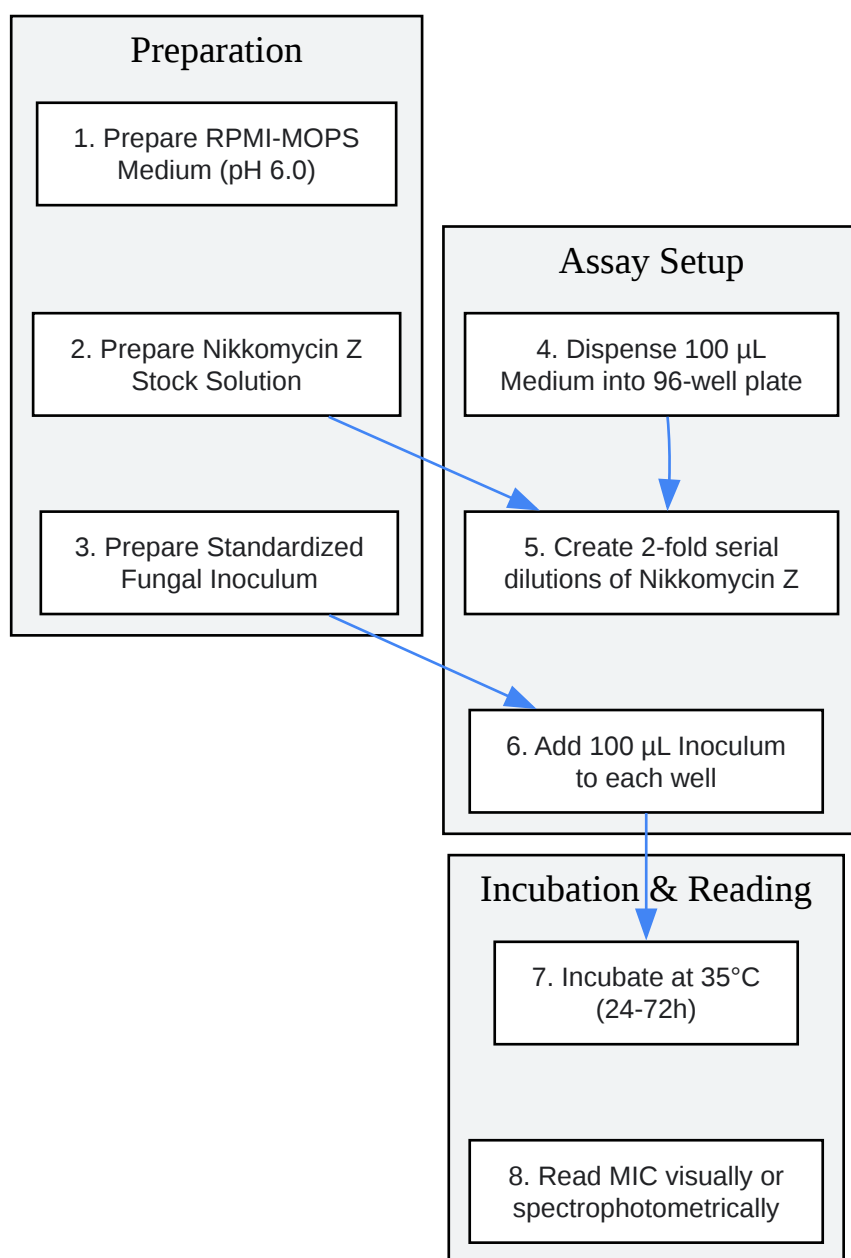 Preparation
1. Prepare RPMI-MOPS
Medium (pH 6.0)
2. Prepare Nikkomycin Z
Stock Solution
3. Prepare Standardized
Fungal Inoculum
Assay Setup
4. Dispense 100 µL
Medium into 96-well plate
5. Create 2-fold serial
dilutions of Nikkomycin Z
6. Add 100 µL Inoculum
to each well
Incubation & Reading
7. Incubate at 35°C
(24-72h)
8. Read MIC visually or
spectrophotometrically